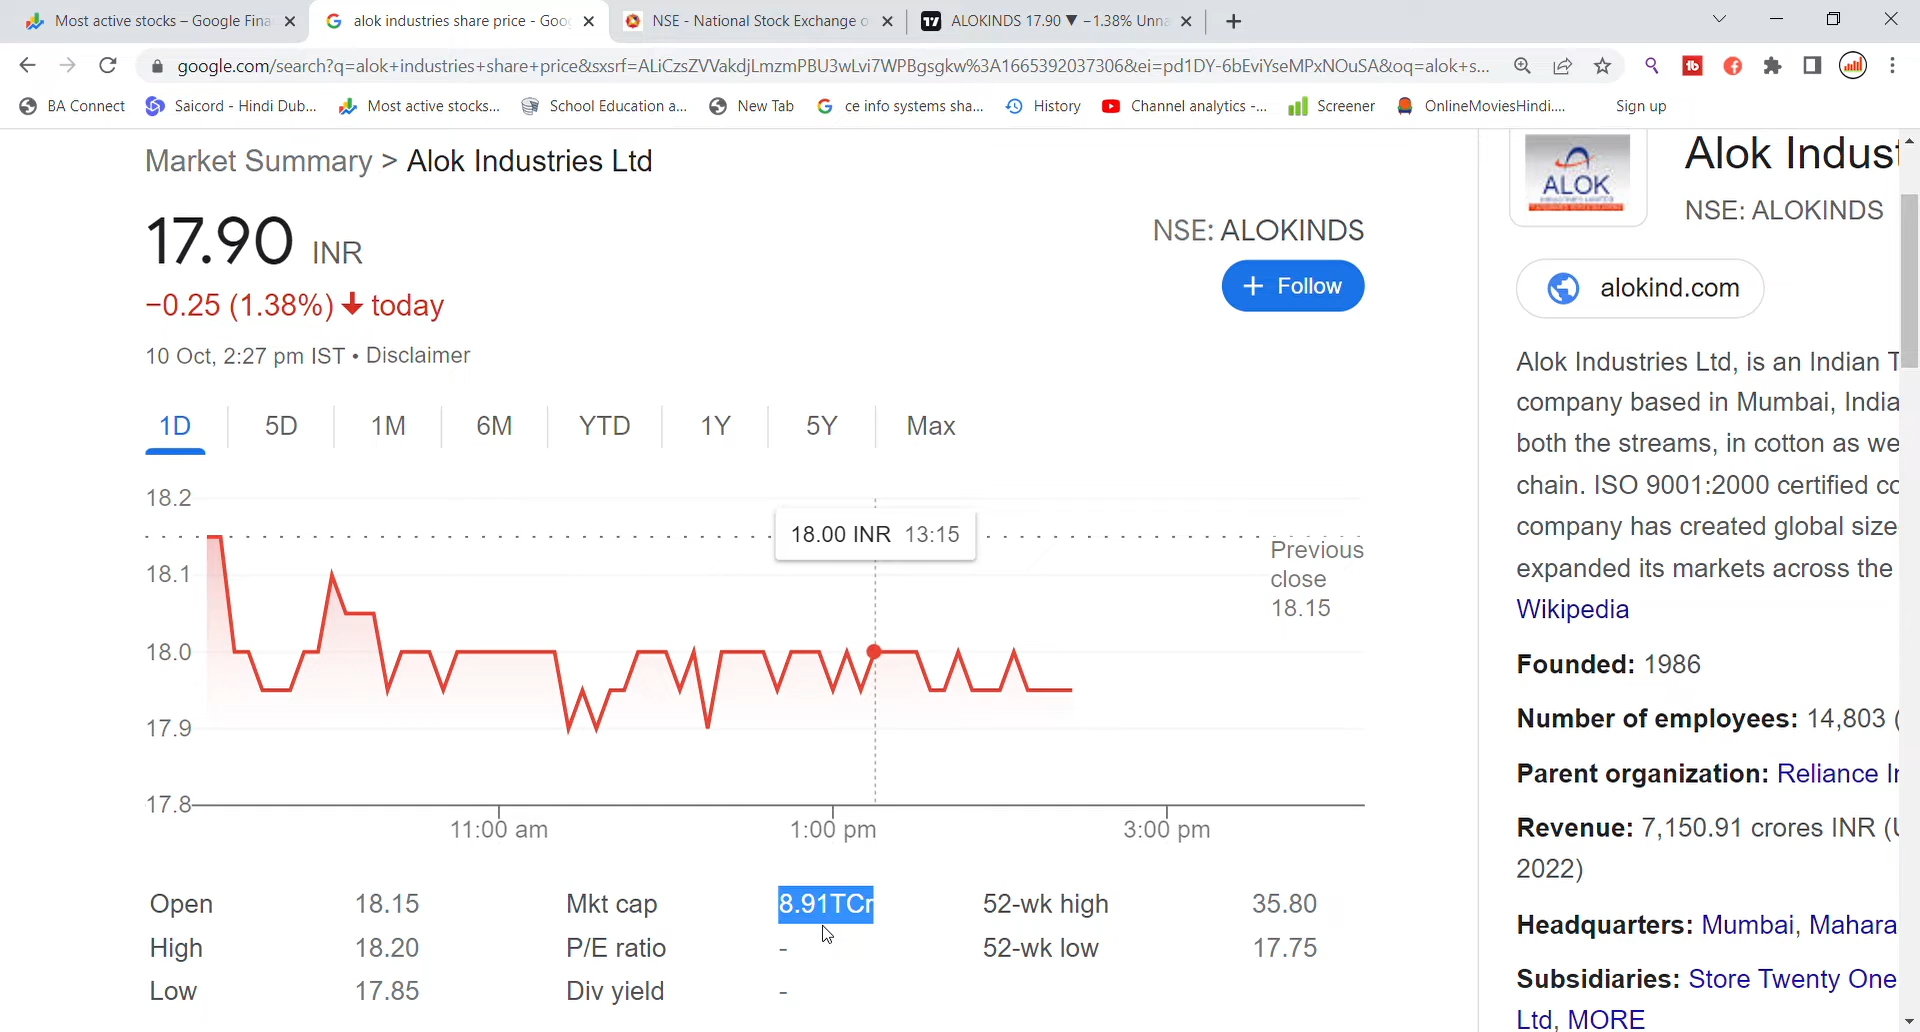 Most active stocks – Google Fina
alok industries share price - Goo
NSE - National Stock Exchange o
ALOKINDS 17.90 ▼ −1.38% Unna
google.com/search?q=alok+industries+share+price&sxsrf=ALiCzsZVVakdjLmzmPBU3wLvi7WPBgsgkw%3A1665392037306&ei=pd1DY-6bEviYseMPxNOuSA&oq=alok+s...
BA Connect
Saicord - Hindi Dub...
Most active stocks...
School Education a...
New Tab
ce info systems sha...
History
Channel analytics -...
Screener
OnlineMoviesHindi....
Sign up
Market Summary > Alok Industries Ltd
17.90 INR
−0.25 (1.38%) ↓ today
10 Oct, 2:27 pm IST • Disclaimer
NSE: ALOKINDS
+ Follow
1D
5D
1M
6M
YTD
1Y
5Y
Max
18.2
18.1
18.0
17.9
17.8
18.00 INR 13:15
Previous
close
18.15
11:00 am
1:00 pm
3:00 pm
Open 18.15
High 18.20
Low 17.85
Mkt cap 8.91TCr
P/E ratio -
Div yield -
52-wk high 35.80
52-wk low 17.75
ALOK
Alok Indust
NSE: ALOKINDS
alokind.com
Alok Industries Ltd, is an Indian T
company based in Mumbai, India
both the streams, in cotton as we
chain. ISO 9001:2000 certified co
company has created global size
expanded its markets across the
Wikipedia
Founded: 1986
Number of employees: 14,803 (
Parent organization: Reliance In
Revenue: 7,150.91 crores INR (U
2022)
Headquarters: Mumbai, Mahara
Subsidiaries: Store Twenty One
Ltd, MORE